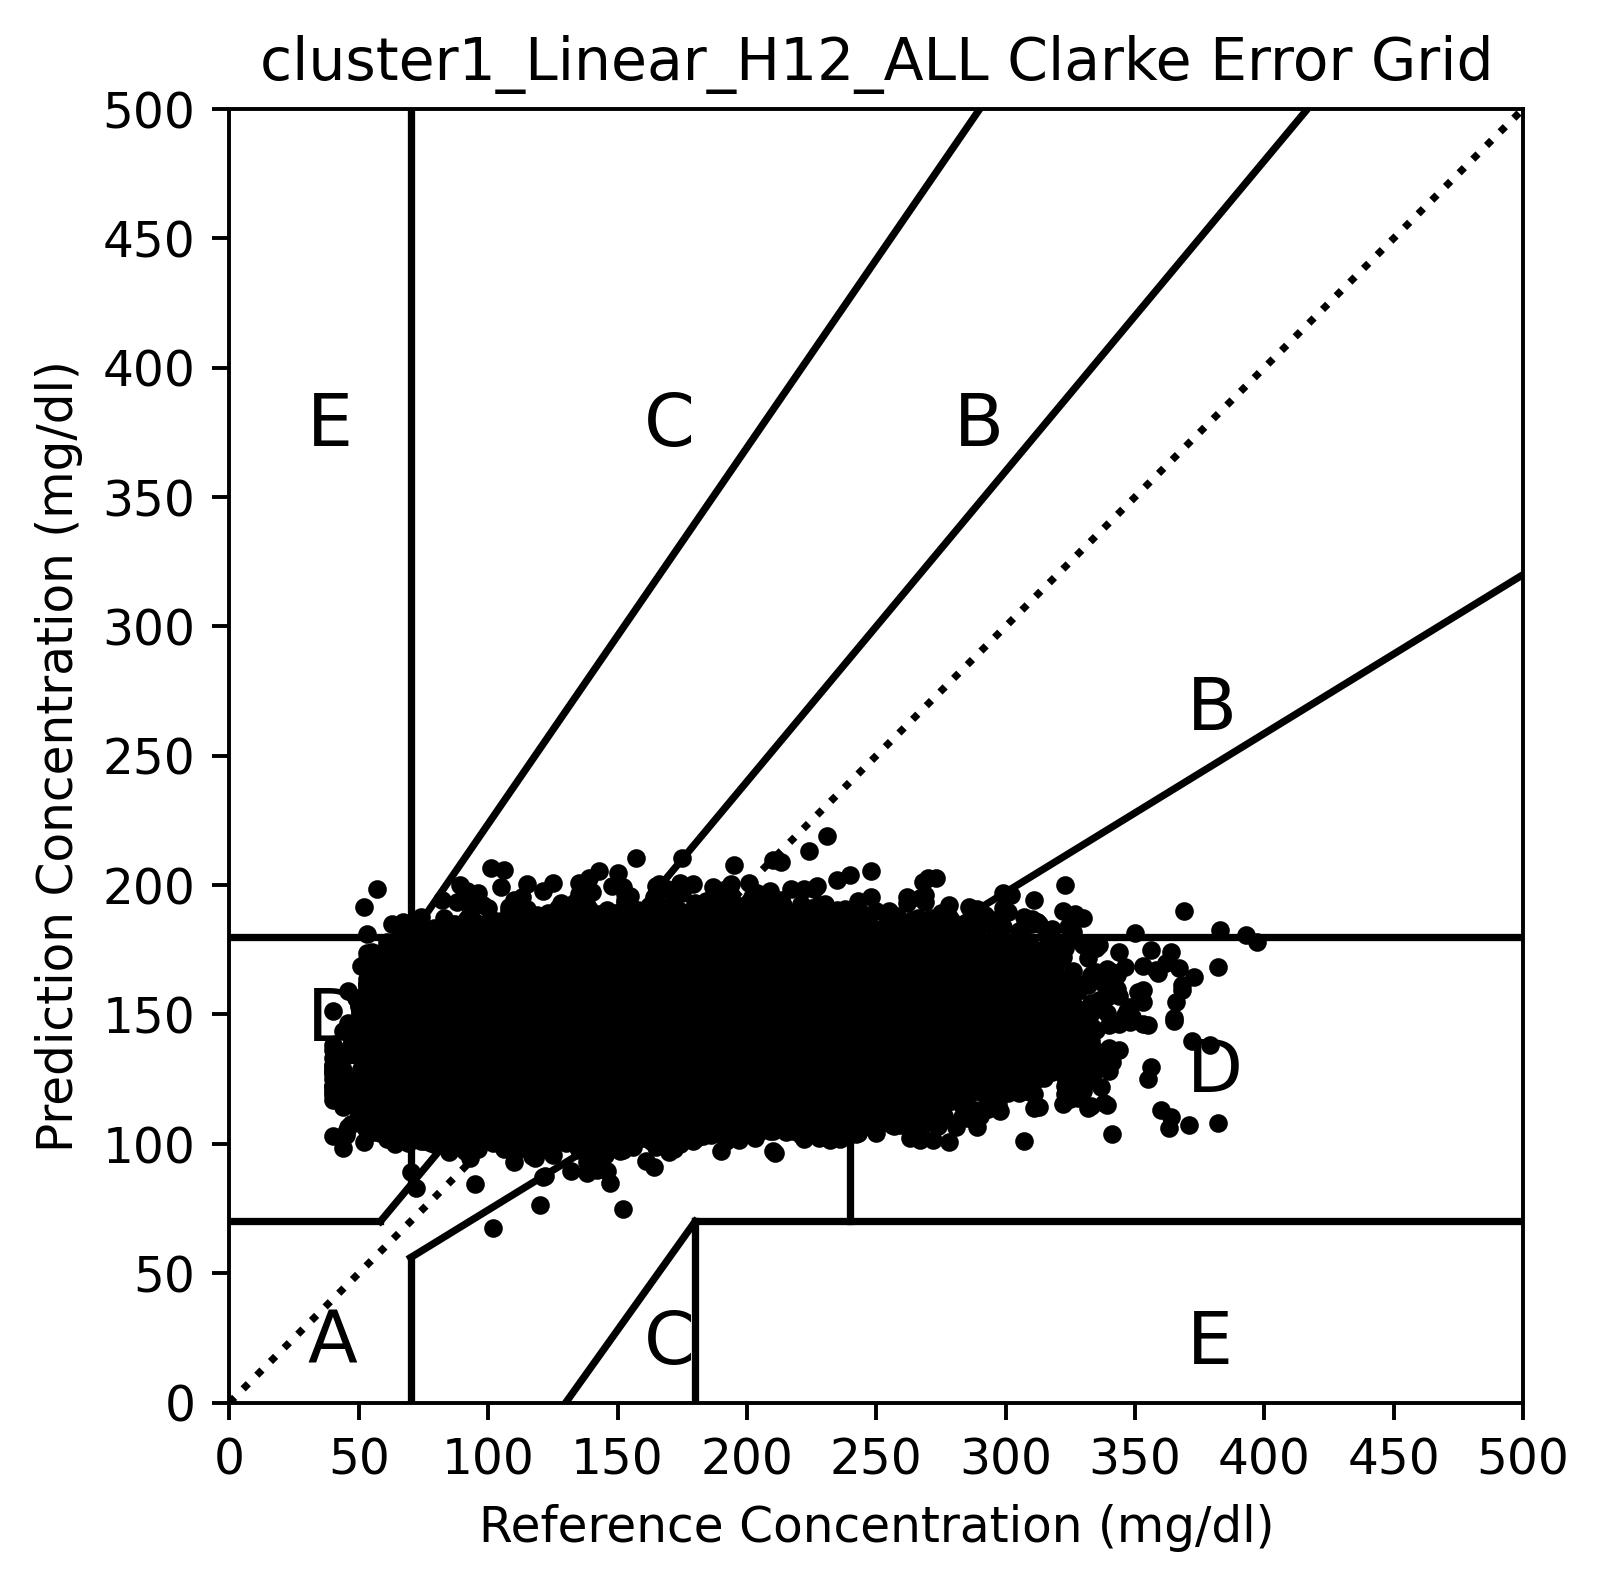 cluster1_Linear_H12_ALL Clarke Error Grid
500
450
400
350
300
250
200
150
100
50
0
Prediction Concentration (mg/dl)
E
C
B
B
D
D
A
C
E
0 50 100 150 200 250 300 350 400 450 500
Reference Concentration (mg/dl)